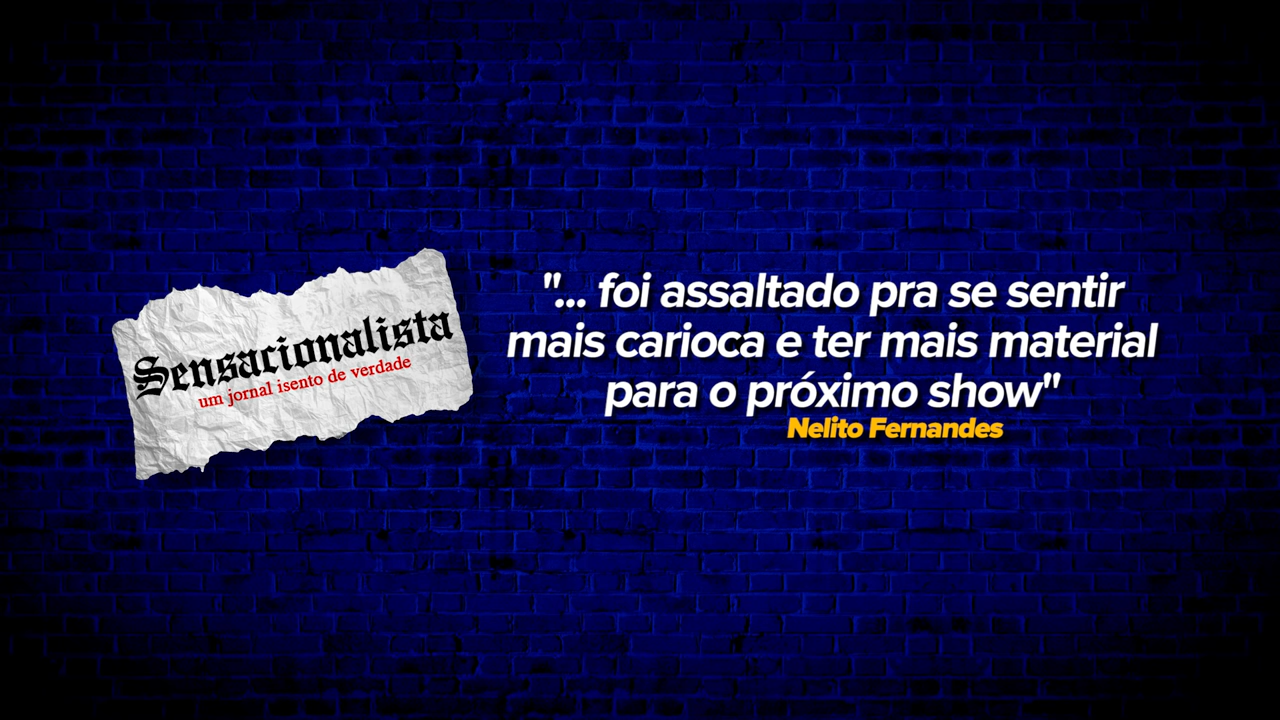 Sensacionalista
um jornal isento de verdade
"... foi assaltado pra se sentir
mais carioca e ter mais material
para o próximo show"
Nelito Fernandes